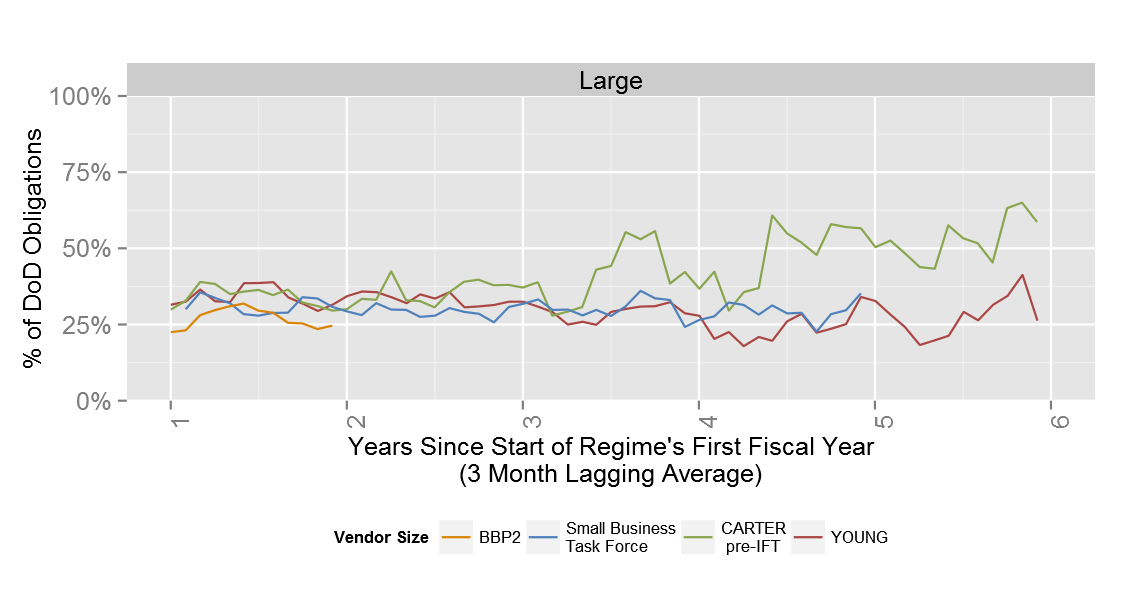 Large
100%
75%
50%
25%
0%
% of DoD Obligations
1
2
3
4
5
6
Years Since Start of Regime's First Fiscal Year
(3 Month Lagging Average)
Vendor Size
BBP2
Small Business
Task Force
CARTER
pre-IFT
YOUNG